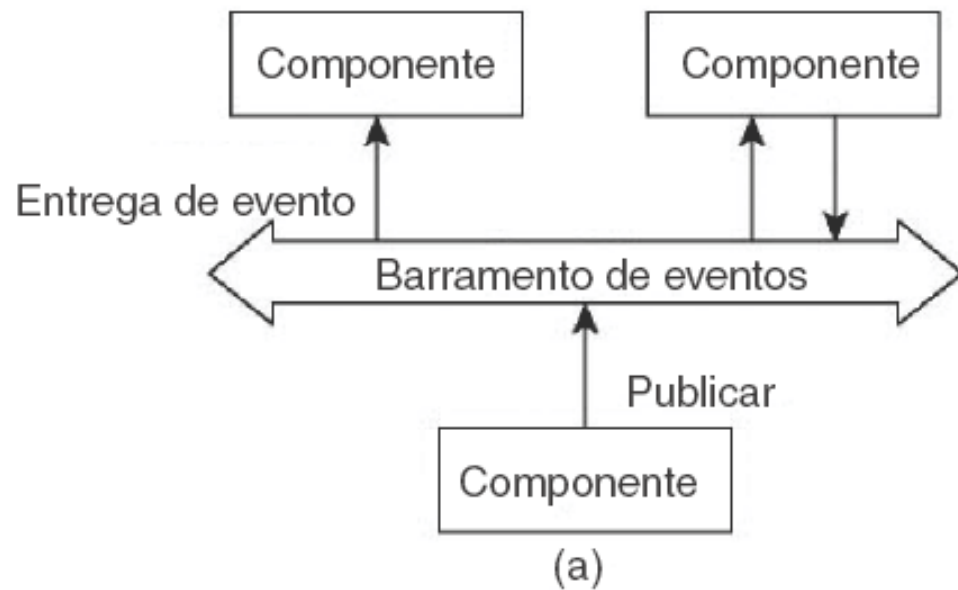 Componente
Componente
Entrega de evento
Barramento de eventos
Publicar
Componente
(a)